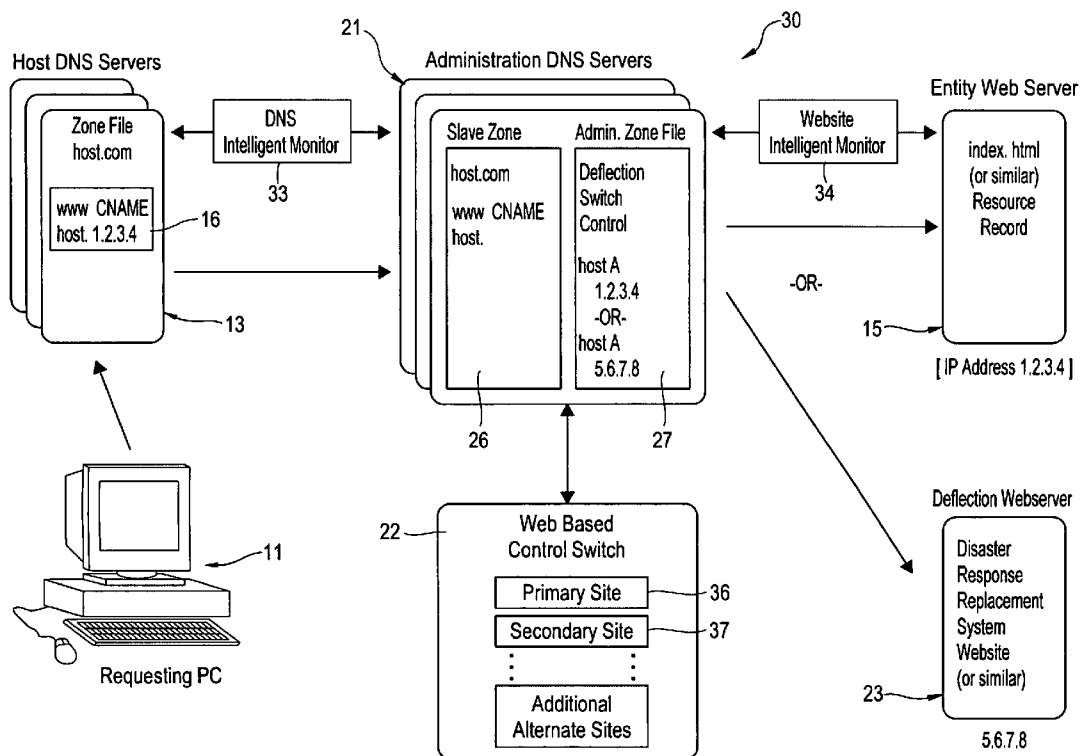 30
21
Host DNS Servers
Administration DNS Servers
Entity Web Server
Zone File
host.com
www CNAME
host. 1.2.3.4
16
13
DNS
Intelligent Monitor
33
Slave Zone
host.com
www CNAME
host.
26
Admin. Zone File
Deflection
Switch
Control
host A
1.2.3.4
-OR-
host A
5.6.7.8
27
Website
Intelligent Monitor
34
index. html
(or similar)
Resource
Record
-OR-
15
[ IP Address 1.2.3.4 ]
11
Requesting PC
22
Web Based
Control Switch
Primary Site
36
Secondary Site
37
Additional
Alternate Sites
Deflection Webserver
Disaster
Response
Replacement
System
Website
(or similar)
23
5.6.7.8